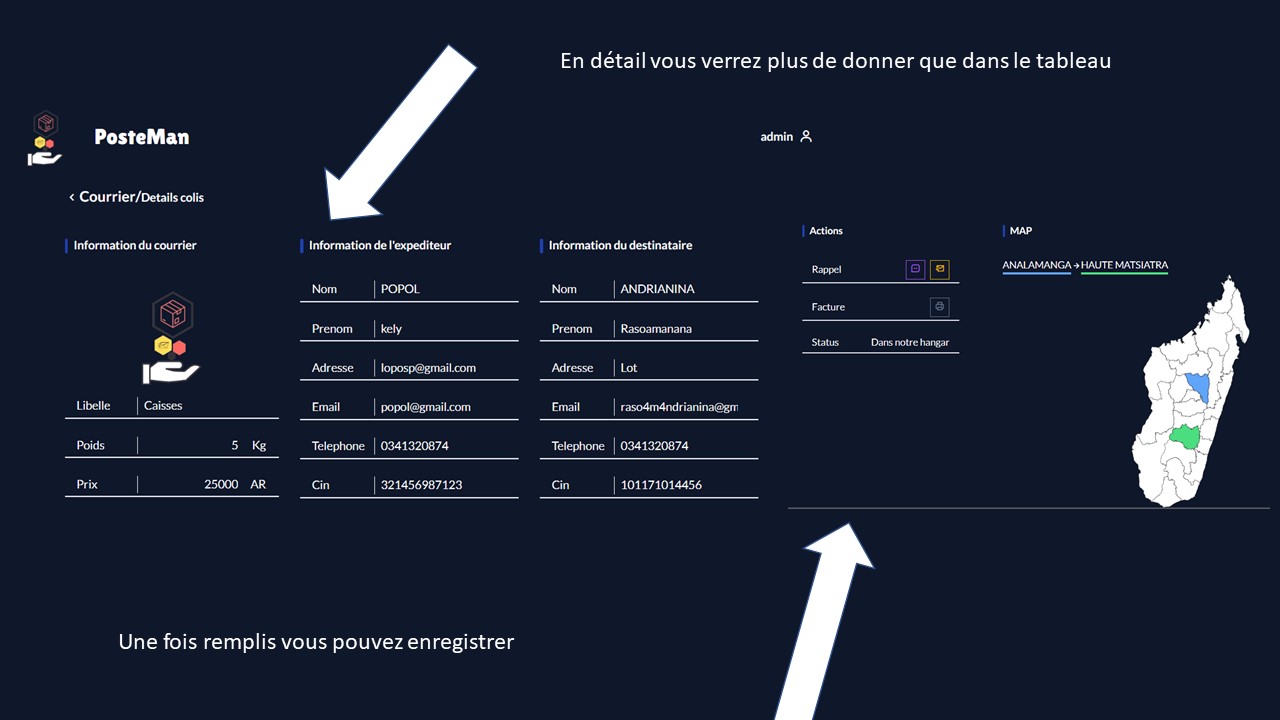 En détail vous verrez plus de donner que dans le tableau
PosteMan
admin
< Courrier/Details colis
Information du courrier
Libelle Caisses
Poids 5 Kg
Prix 25000 AR
Information de l'expediteur
Nom POPOL
Prenom kely
Adresse loposp@gmail.com
Email popol@gmail.com
Telephone 0341320874
Cin 321456987123
Information du destinataire
Nom ANDRIANINA
Prenom Rasoamanana
Adresse Lot
Email raso4m4ndrianina@gm
Telephone 0341320874
Cin 101171014456
Actions
Rappel
Facture
Status Dans notre hangar
MAP
ANALAMANGA → HAUTE MATSIATRA
Une fois remplis vous pouvez enregistrer